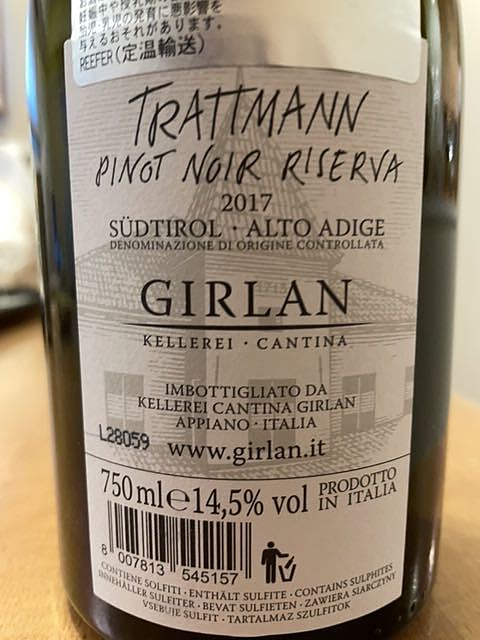 妊娠中や授乳期の
胎児・乳児の発育に悪影響を
与えるおそれがあります。
REEFER(定温輸送)
TRATTMANN
PINOT NOIR RISERVA
2017
SÜDTIROL · ALTO ADIGE
DENOMINAZIONE DI ORIGINE CONTROLLATA
GIRLAN
KELLEREI · CANTINA
IMBOTTIGLIATO DA
KELLEREI CANTINA GIRLAN
APPIANO · ITALIA
L28059
www.girlan.it
750 ml ℮ 14,5% vol PRODOTTO
IN ITALIA
8 007813 545157
CONTIENE SOLFITI · ENTHÄLT SULFITE · CONTAINS SULPHITES
INNEHÅLLER SULFITER · BEVAT SULFIETEN · ZAWIERA SIARCZYNY
VSEBUJE SULFIT · TARTALMAZ SZULFITOK